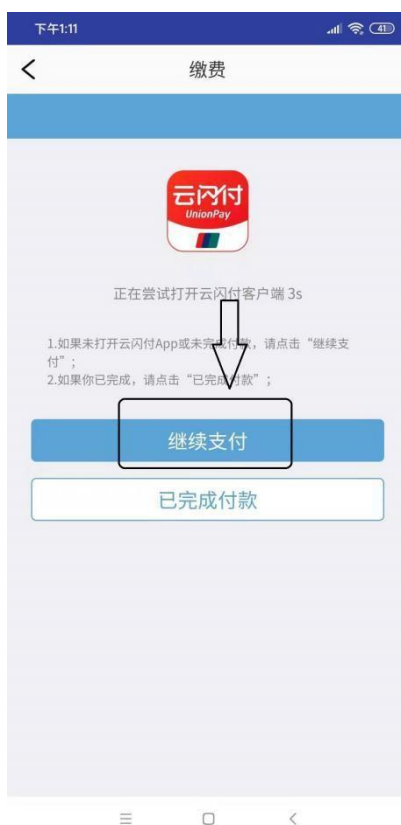 下午1:11
41
缴费
云闪付
UnionPay
正在尝试打开云闪付客户端 3s
1.如果未打开云闪付App或未完成付款，请点击“继续支
付”；
2.如果你已完成，请点击“已完成付款”；
继续支付
已完成付款